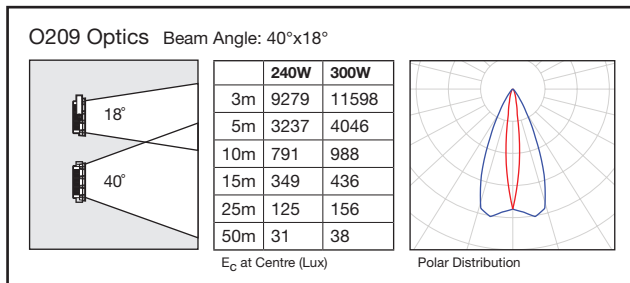 O209 Optics Beam Angle: 40°x18°
18°
40°
240W 300W
3m 9279 11598
5m 3237 4046
10m 791 988
15m 349 436
25m 125 156
50m 31 38
EC at Centre (Lux)
Polar Distribution